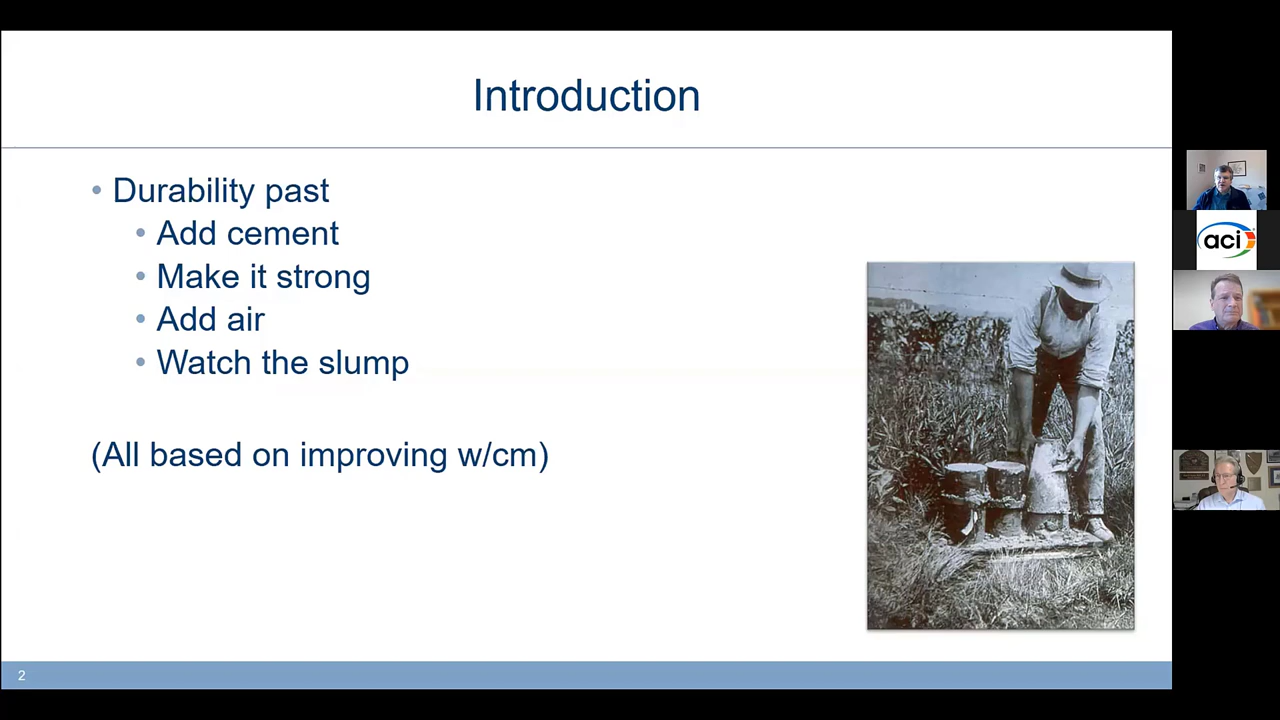 Introduction
• Durability past
• Add cement
• Make it strong
• Add air
• Watch the slump
(All based on improving w/cm)
2
aci